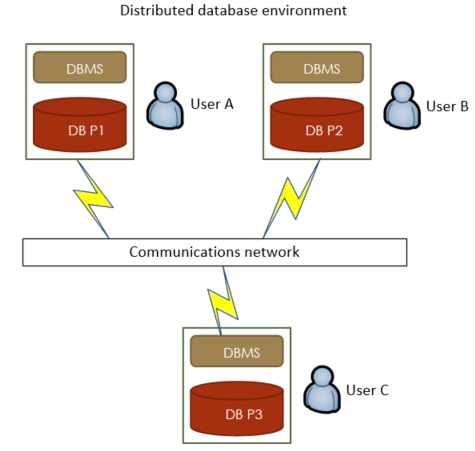 Distributed database environment
DBMS
DB P1
User A
DBMS
DB P2
User B
Communications network
DBMS
DB P3
User C